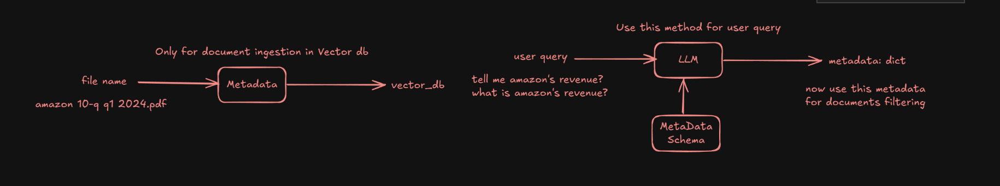 Only for document ingestion in Vector db
file name
amazon 10-q q1 2024.pdf
Metadata
vector_db
Use this method for user query
user query
tell me amazon's revenue?
what is amazon's revenue?
LLM
metadata: dict
now use this metadata
for documents filtering
MetaData
Schema